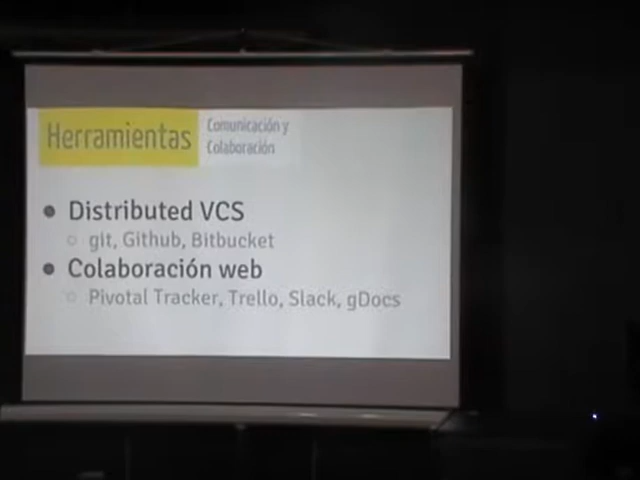 Herramientas
Comunicación y
Colaboración
Distributed VCS
git, Github, Bitbucket
Colaboración web
Pivotal Tracker, Trello, Slack, gDocs